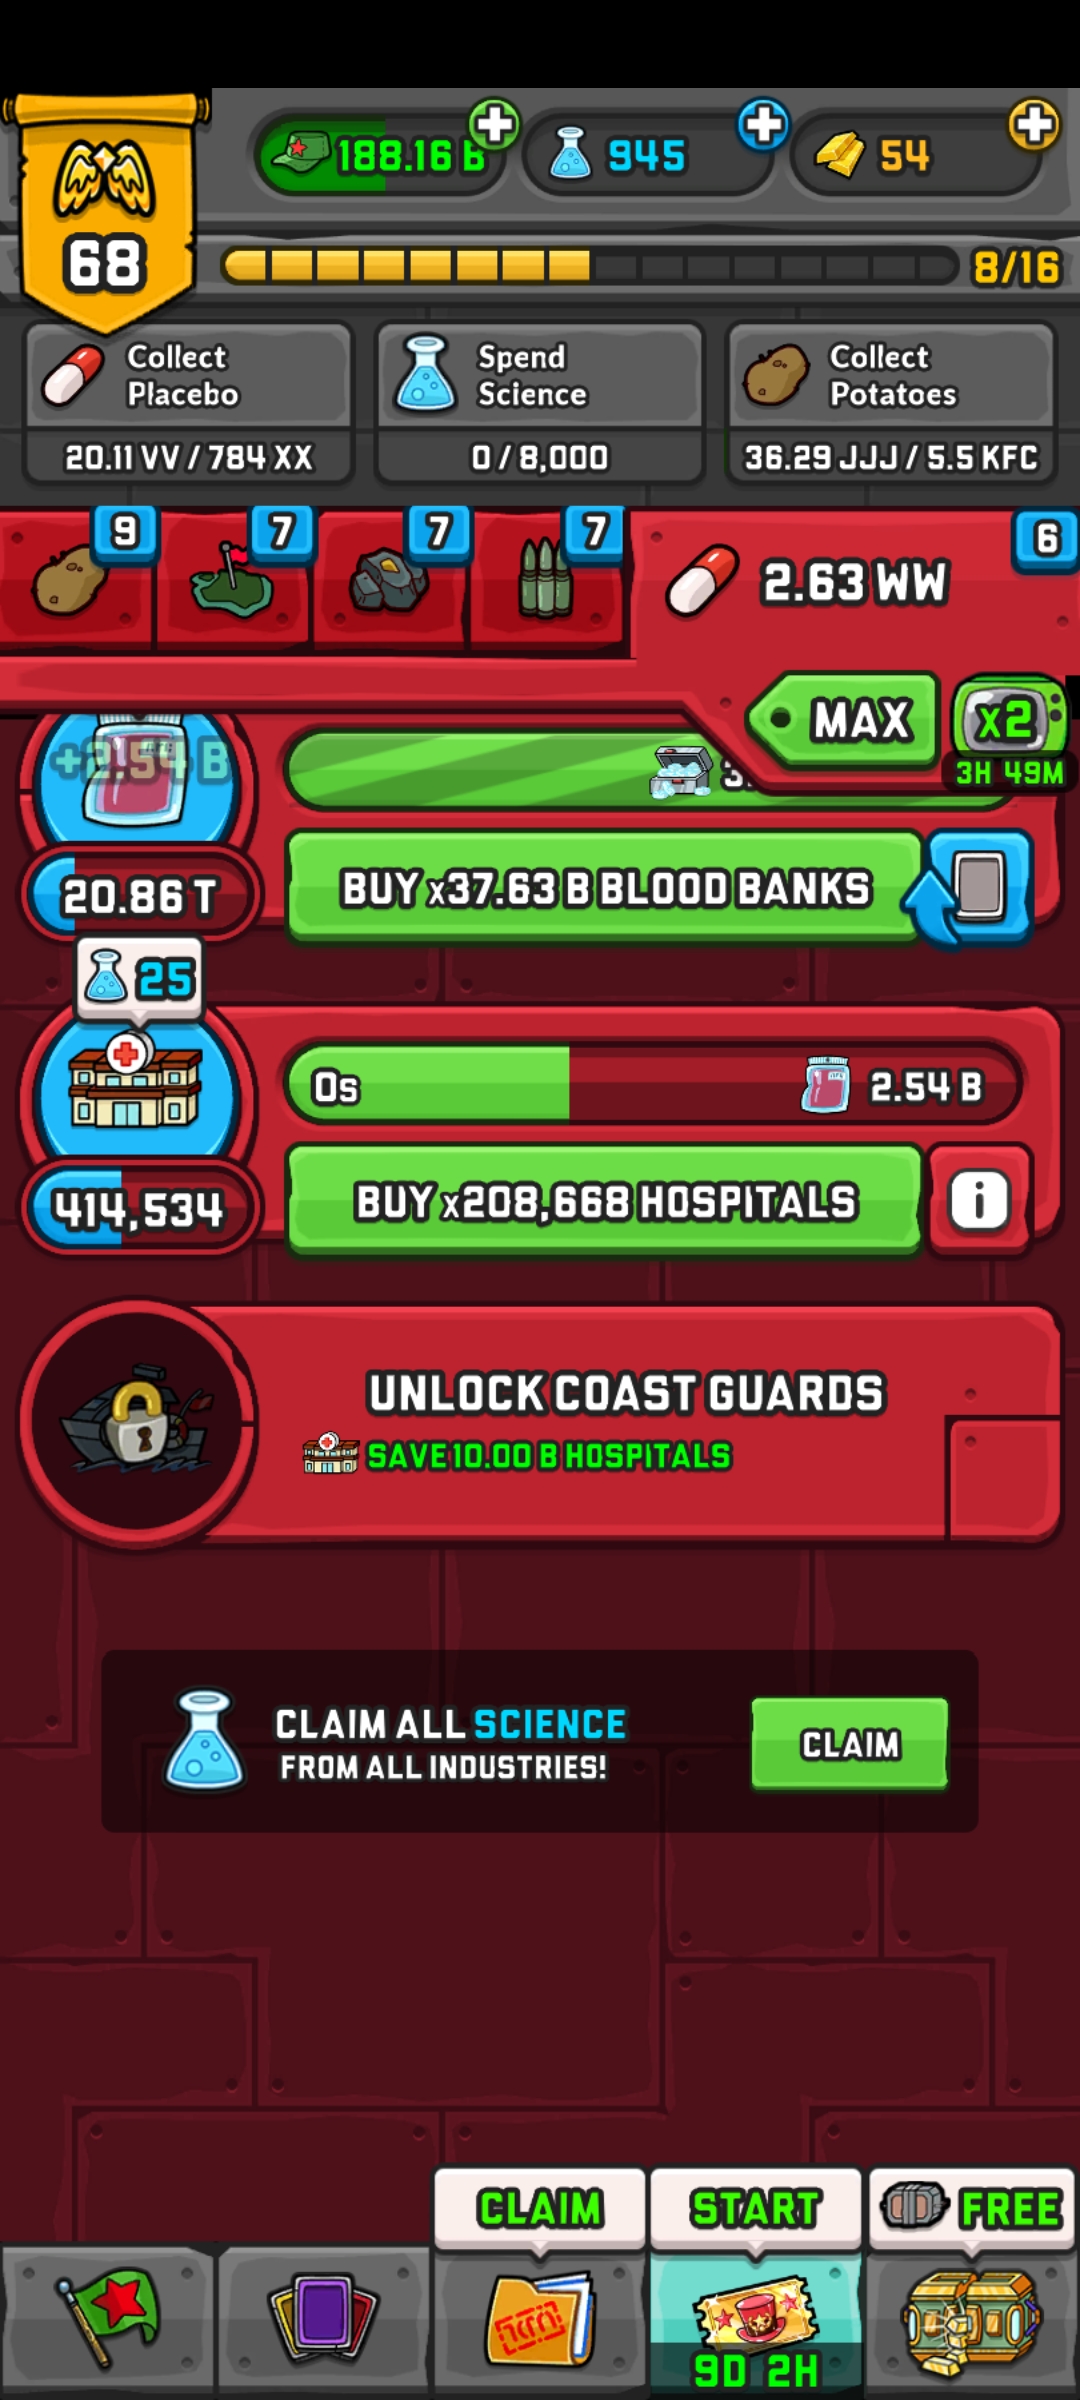 188.16 B
945
54
68
8/16
Collect Placebo
20.11 VV / 784 XX
Spend Science
0 / 8,000
Collect Potatoes
36.29 JJJ / 5.5 KFC
9
7
7
7
6
2.63 WW
MAX
x2
3H 49M
+2.54 B
20.86 T
BUY x37.63 B BLOOD BANKS
25
0s
2.54 B
414,534
BUY x208,668 HOSPITALS
i
UNLOCK COAST GUARDS
SAVE 10.00 B HOSPITALS
CLAIM ALL SCIENCE
FROM ALL INDUSTRIES!
CLAIM
CLAIM
START
FREE
9D 2H